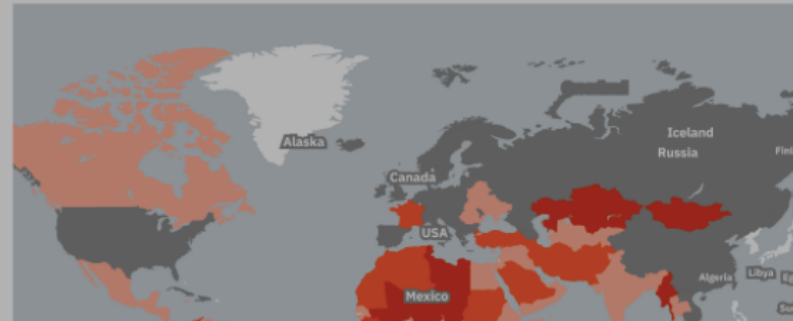 Alaska
Iceland
Russia
Canada
USA
Algeria
Libya
Mexico